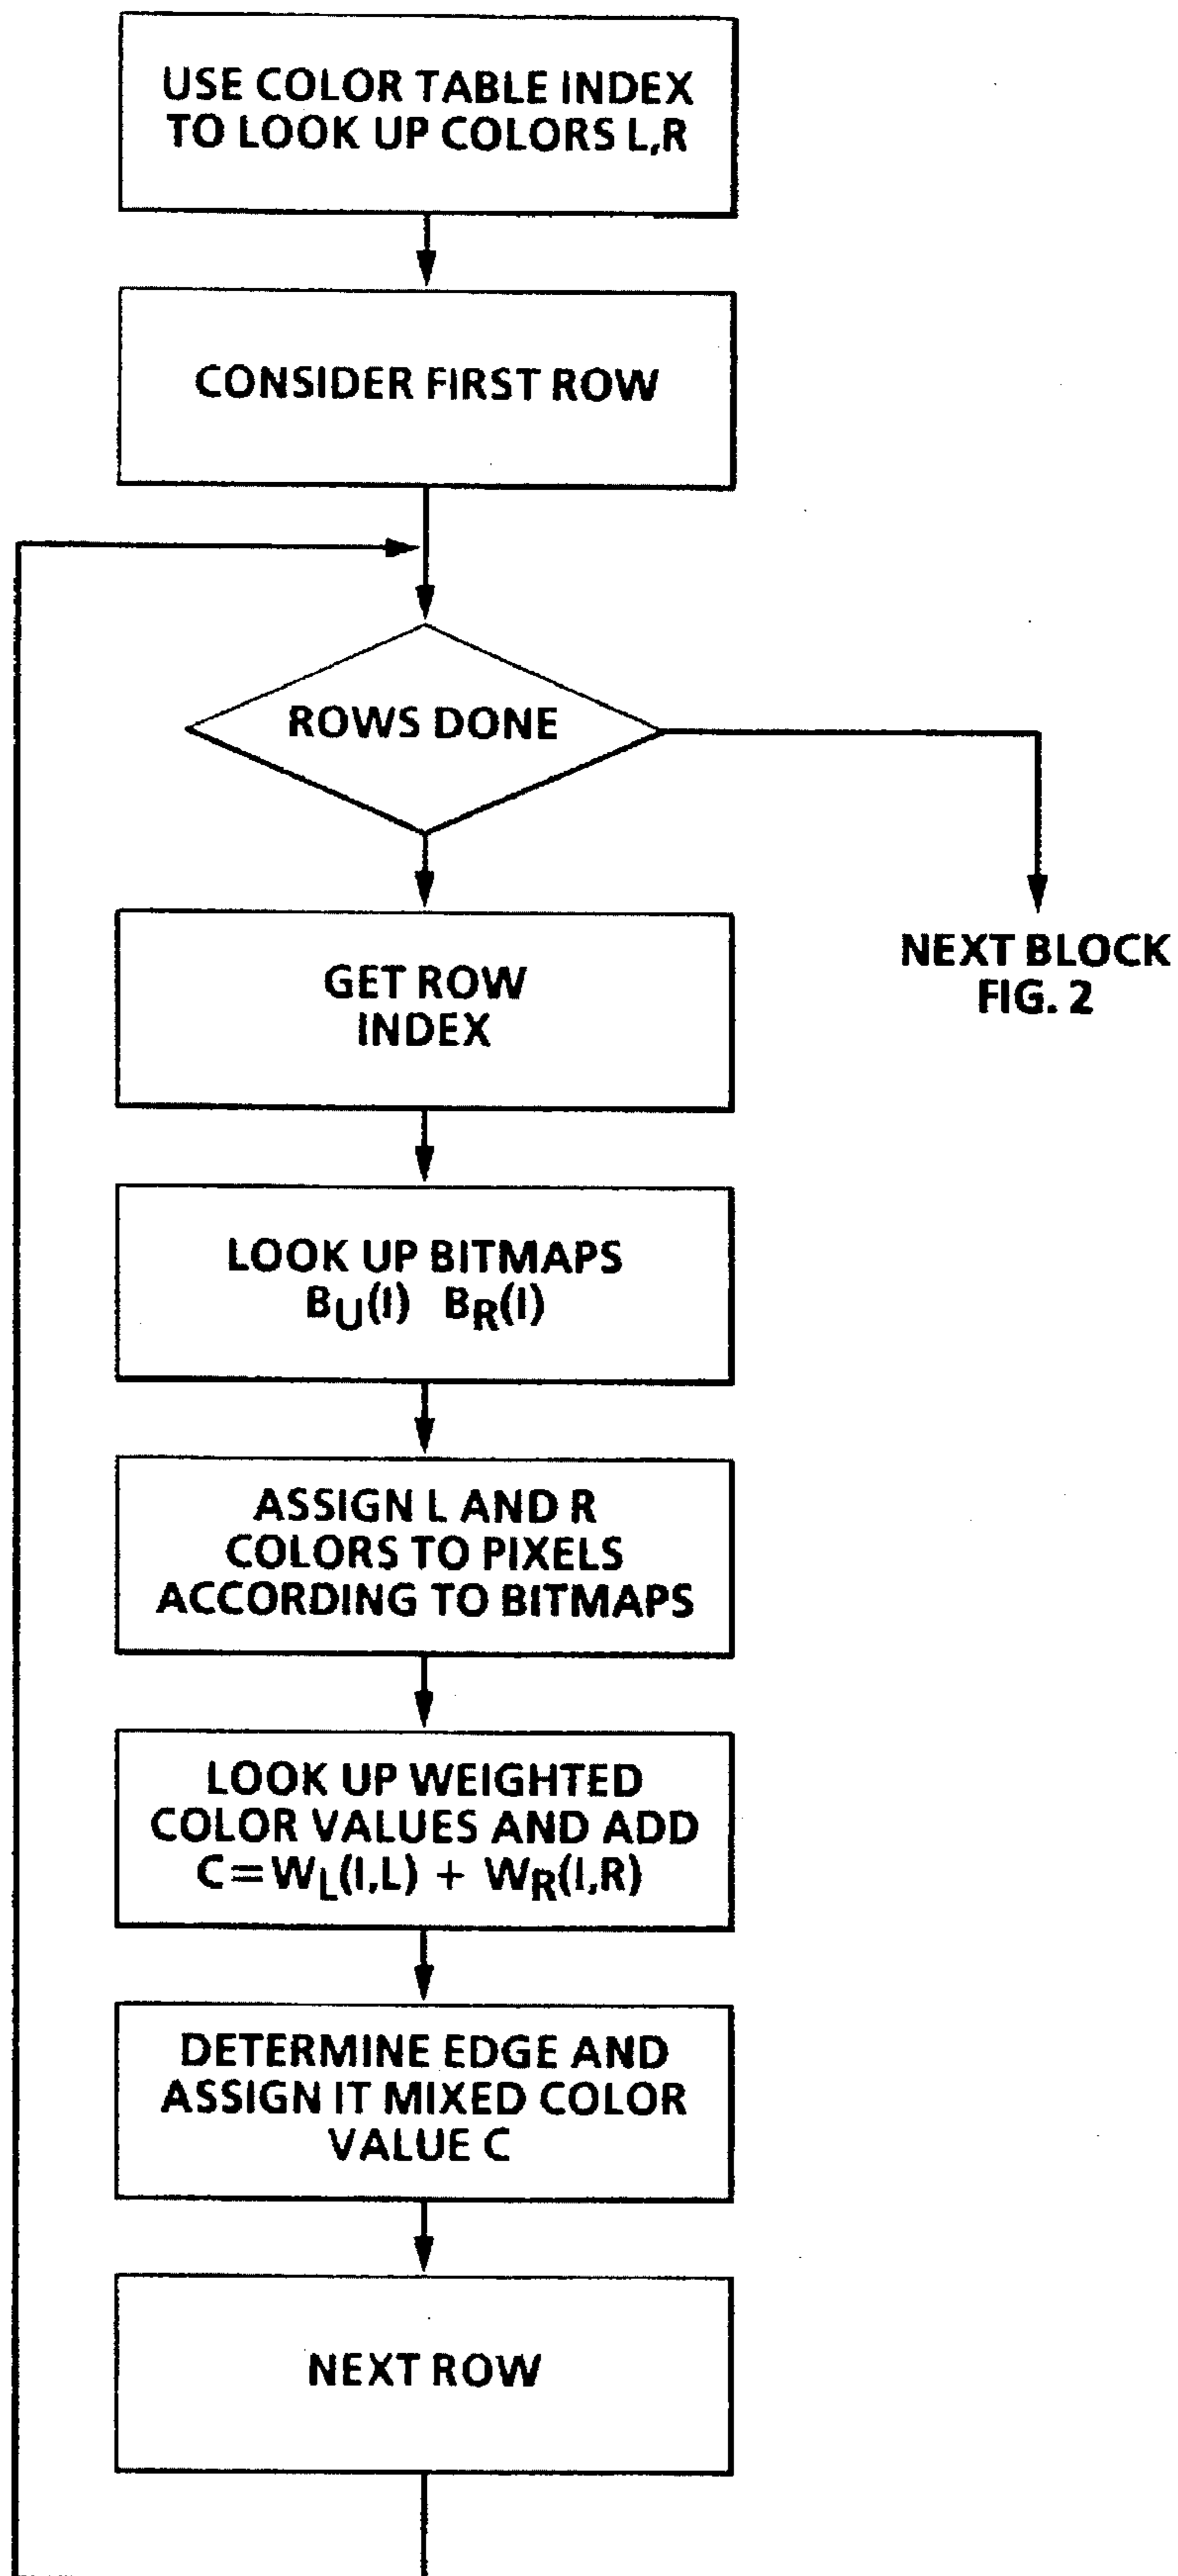 USE COLOR TABLE INDEX
TO LOOK UP COLORS L,R
CONSIDER FIRST ROW
ROWS DONE
NEXT BLOCK
FIG. 2
GET ROW
INDEX
LOOK UP BITMAPS
BU(I) BR(I)
ASSIGN L AND R
COLORS TO PIXELS
ACCORDING TO BITMAPS
LOOK UP WEIGHTED
COLOR VALUES AND ADD
C=WL(I,L) + WR(I,R)
DETERMINE EDGE AND
ASSIGN IT MIXED COLOR
VALUE C
NEXT ROW